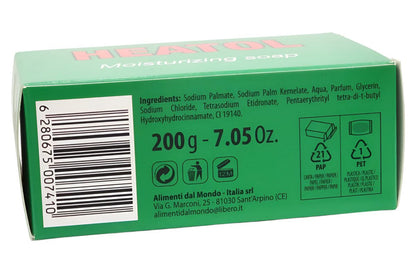 HEATOL
Moisturizing soap
Ingredients: Sodium Palmate, Sodium Palm Kernelate, Aqua, Parfum, Glycerin,
Sodium Chloride, Tetrasodium Etidronate, Pentaerythrityl tetra-di-t-butyl
Hydroxyhydrocinnamate, CI 19140.
200g - 7.05 Oz.
12M
21
PAP
1
PET
Alimenti dal Mondo - Italia srl
Via G. Marconi, 25 - 81030 Sant'Arpino (CE)
alimentidalmondo@libero.it
6 280675 007410